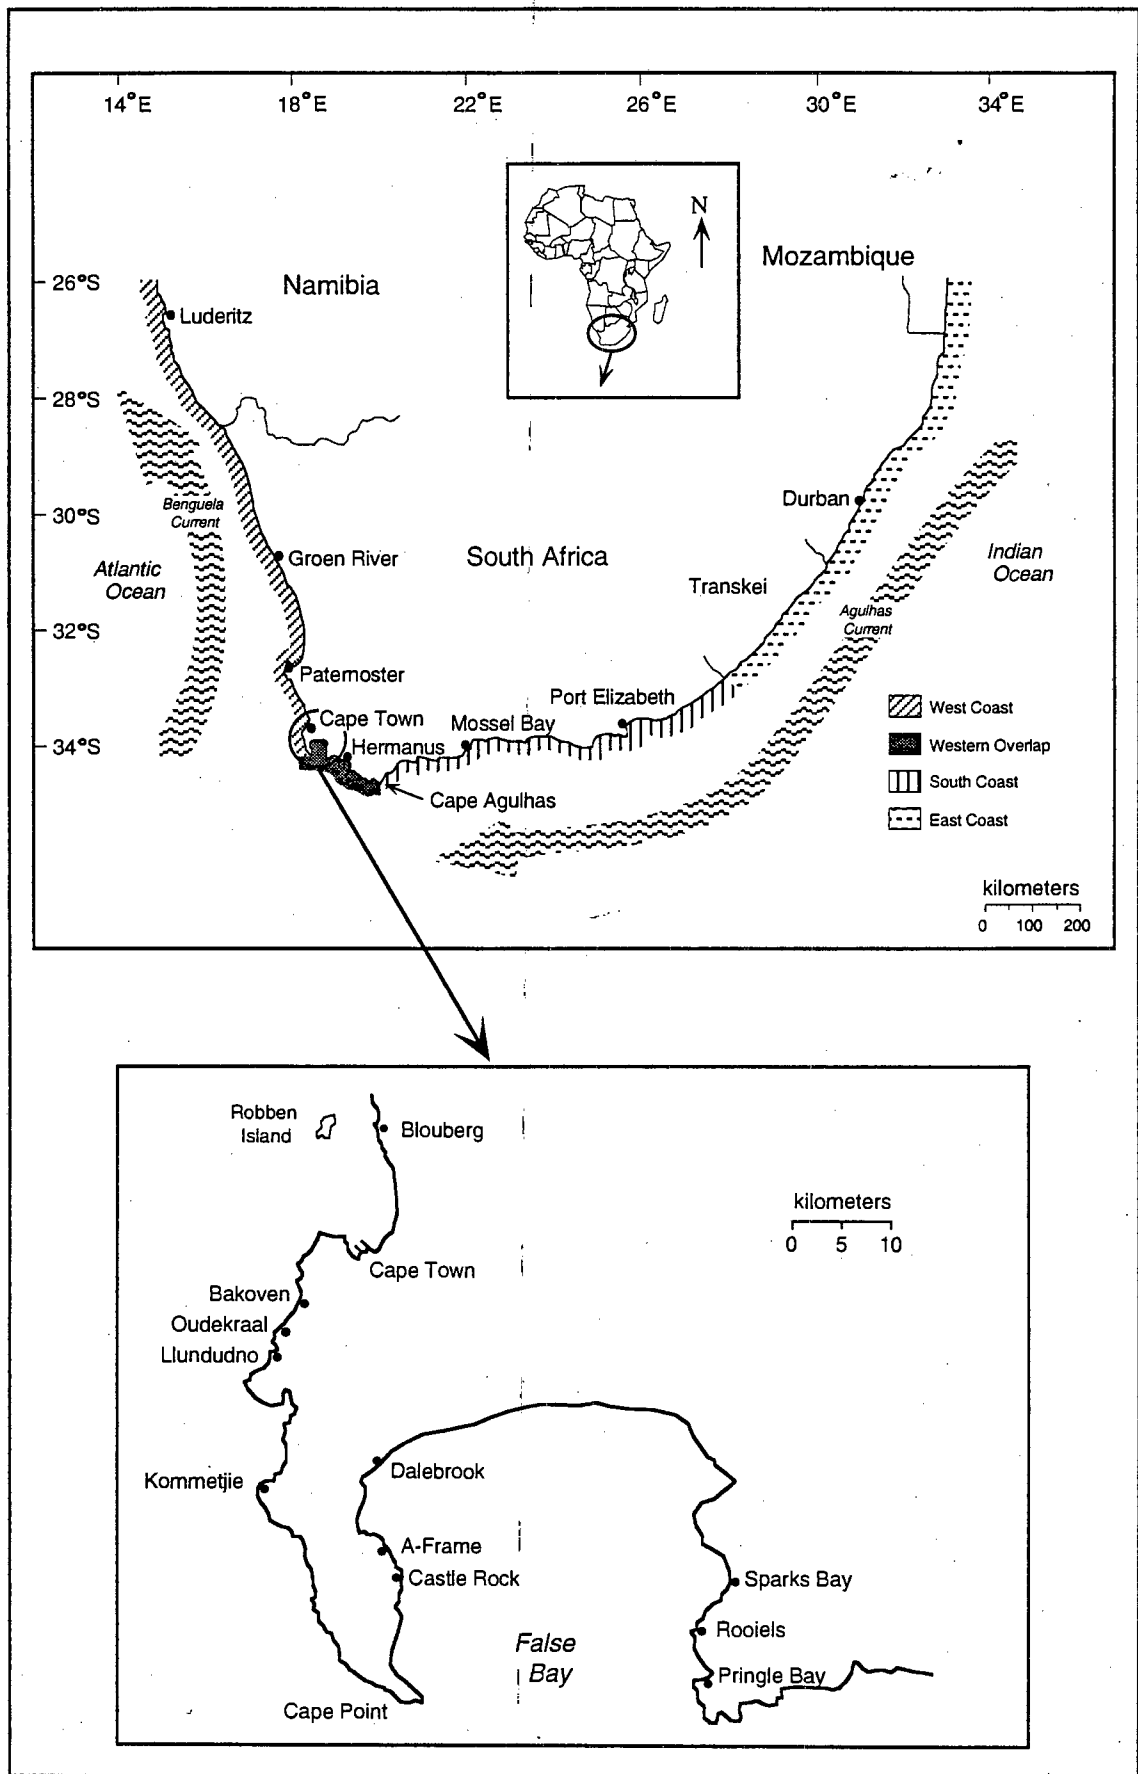 14°E 18°E 22°E 26°E 30°E 34°E
N
Mozambique
Namibia
26°S
Luderitz
28°S
Benguela
Current
30°S
Durban
Groen River
South Africa
Indian
Ocean
Atlantic
Ocean
Transkei
Agulhas
Current
32°S
Paternoster
Port Elizabeth
West Coast
Cape Town
Mossel Bay
34°S
Hermanus
Western Overlap
South Coast
Cape Agulhas
East Coast
kilometers
0 100 200
Robben
Island
Blouberg
kilometers
0 5 10
Cape Town
Bakoven
Oudekraal
Llundudno
Dalebrook
Kommetjie
A-Frame
Castle Rock
Sparks Bay
Rooiels
False
Bay
Pringle Bay
Cape Point